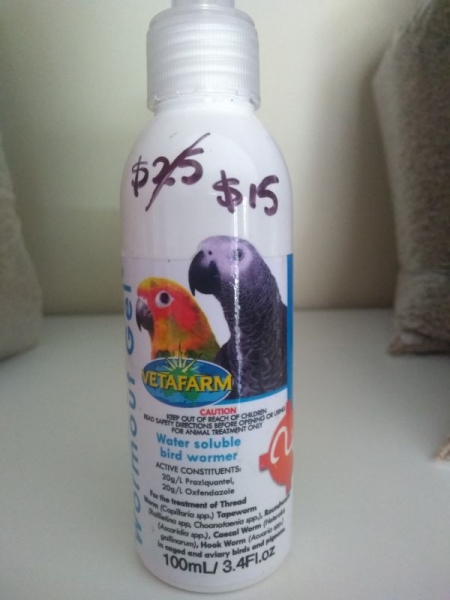 $25
$15
Wormout Gel
VETAFARM
CAUTION
KEEP OUT OF REACH OF CHILDREN
READ SAFETY DIRECTIONS BEFORE OPENING OR USING
FOR ANIMAL TREATMENT ONLY
Water soluble
bird wormer
ACTIVE CONSTITUENTS:
20g/L Praziquantel,
20g/L Oxfendazole
For the treatment of Thread
Worm (Capillaria spp.) Tapeworm
(Raillietina spp, Choanotaenia spp.),
(Ascaridia spp.), Caecal Worm
gallinarum), Hook Worm (Acuaria spp.)
in caged and aviary birds and pigeons
100mL/ 3.4Fl.oz